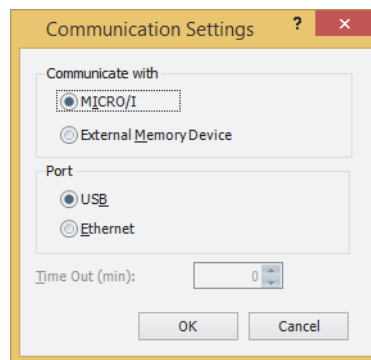 Communication Settings ?
Communicate with
MICRO/I
External Memory Device
Port
USB
Ethernet
Time Out (min): 0
OK Cancel